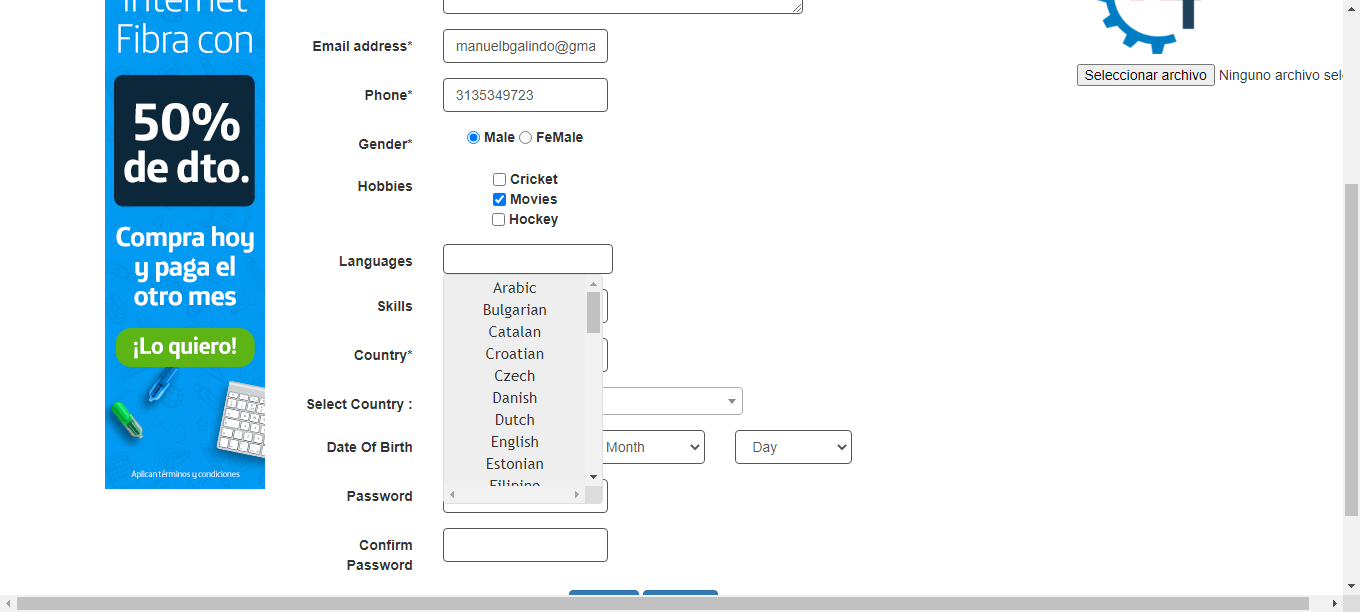 Internet
Fibra con
50%
de dto.
Compra hoy
y paga el
otro mes
¡Lo quiero!
Aplican términos y condiciones
Email address*
manuelbgalindo@gma
Phone*
3135349723
Gender*
Male FeMale
Hobbies
Cricket
Movies
Hockey
Languages
Arabic
Bulgarian
Catalan
Croatian
Czech
Danish
Dutch
English
Estonian
Filipino
Skills
Country*
Select Country :
Date Of Birth
Month Day
Password
Confirm
Password
Seleccionar archivo Ninguno archivo sel